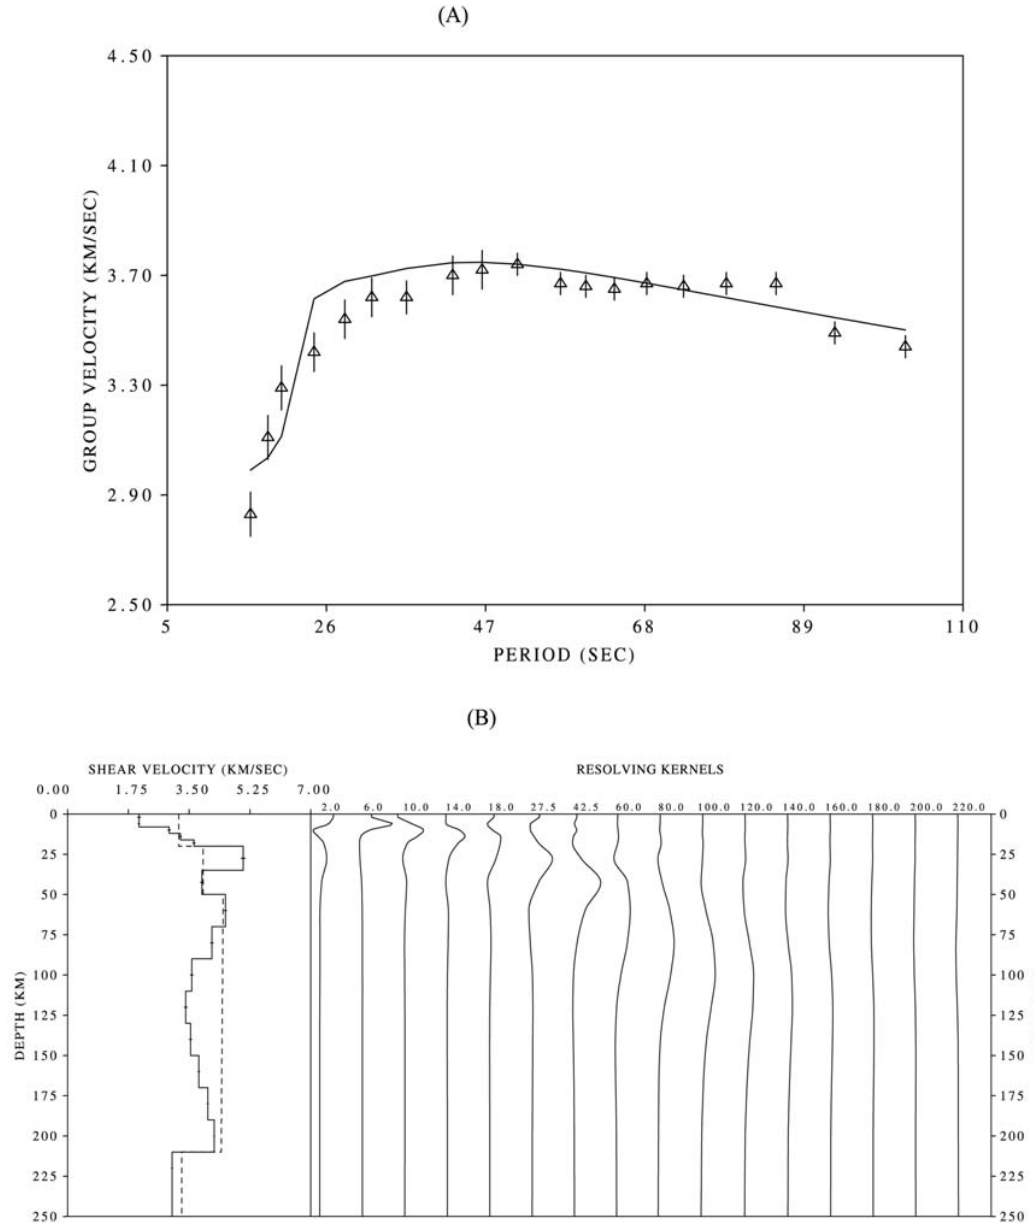 (A)
4.50
4.10
3.70
3.30
2.90
2.50
GROUP VELOCITY (KM/SEC)
5 26 47 68 89 110
PERIOD (SEC)
(B)
SHEAR VELOCITY (KM/SEC) RESOLVING KERNELS
0.00 1.75 3.50 5.25 7.00
2.0 6.0 10.0 14.0 18.0 27.5 42.5 60.0 80.0 100.0 120.0 140.0 160.0 180.0 200.0 220.0
0 0
25 25
50 50
75 75
100 100
125 125
150 150
175 175
200 200
225 225
250 250
DEPTH (KM)